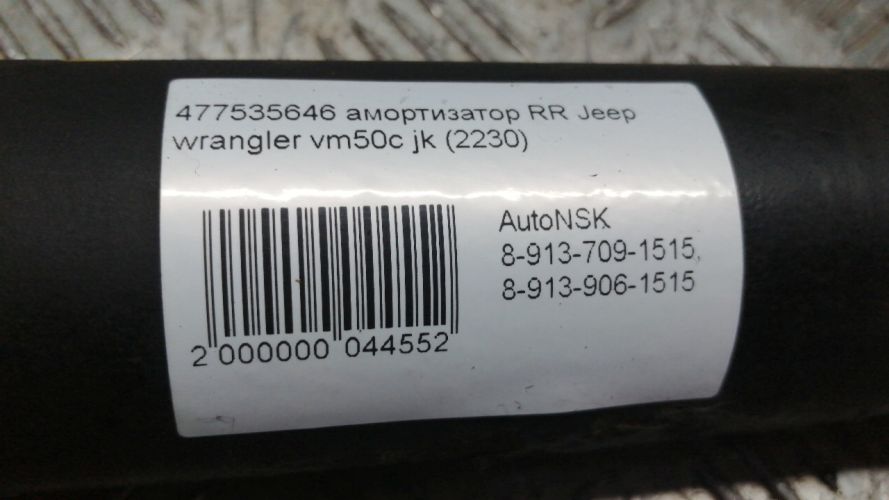 477535646 амортизатор RR Jeep
wrangler vm50c jk (2230)
AutoNSK
8-913-709-1515,
8-913-906-1515
2 000000 044552